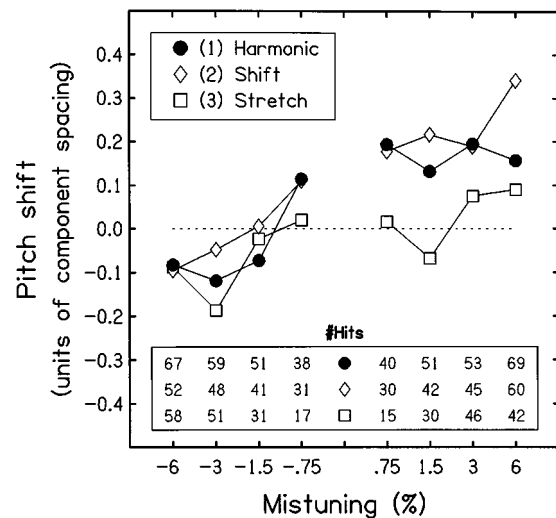 ● (1) Harmonic
◇ (2) Shift
□ (3) Stretch
Pitch shift
(units of component spacing)
0.4
0.3
0.2
0.1
0.0
-0.1
-0.2
-0.3
-0.4
#Hits
67 59 51 38 ● 40 51 53 69
52 48 41 31 ◇ 30 42 45 60
58 51 31 17 □ 15 30 46 42
-6 -3 -1.5 -.75 .75 1.5 3 6
Mistuning (%)